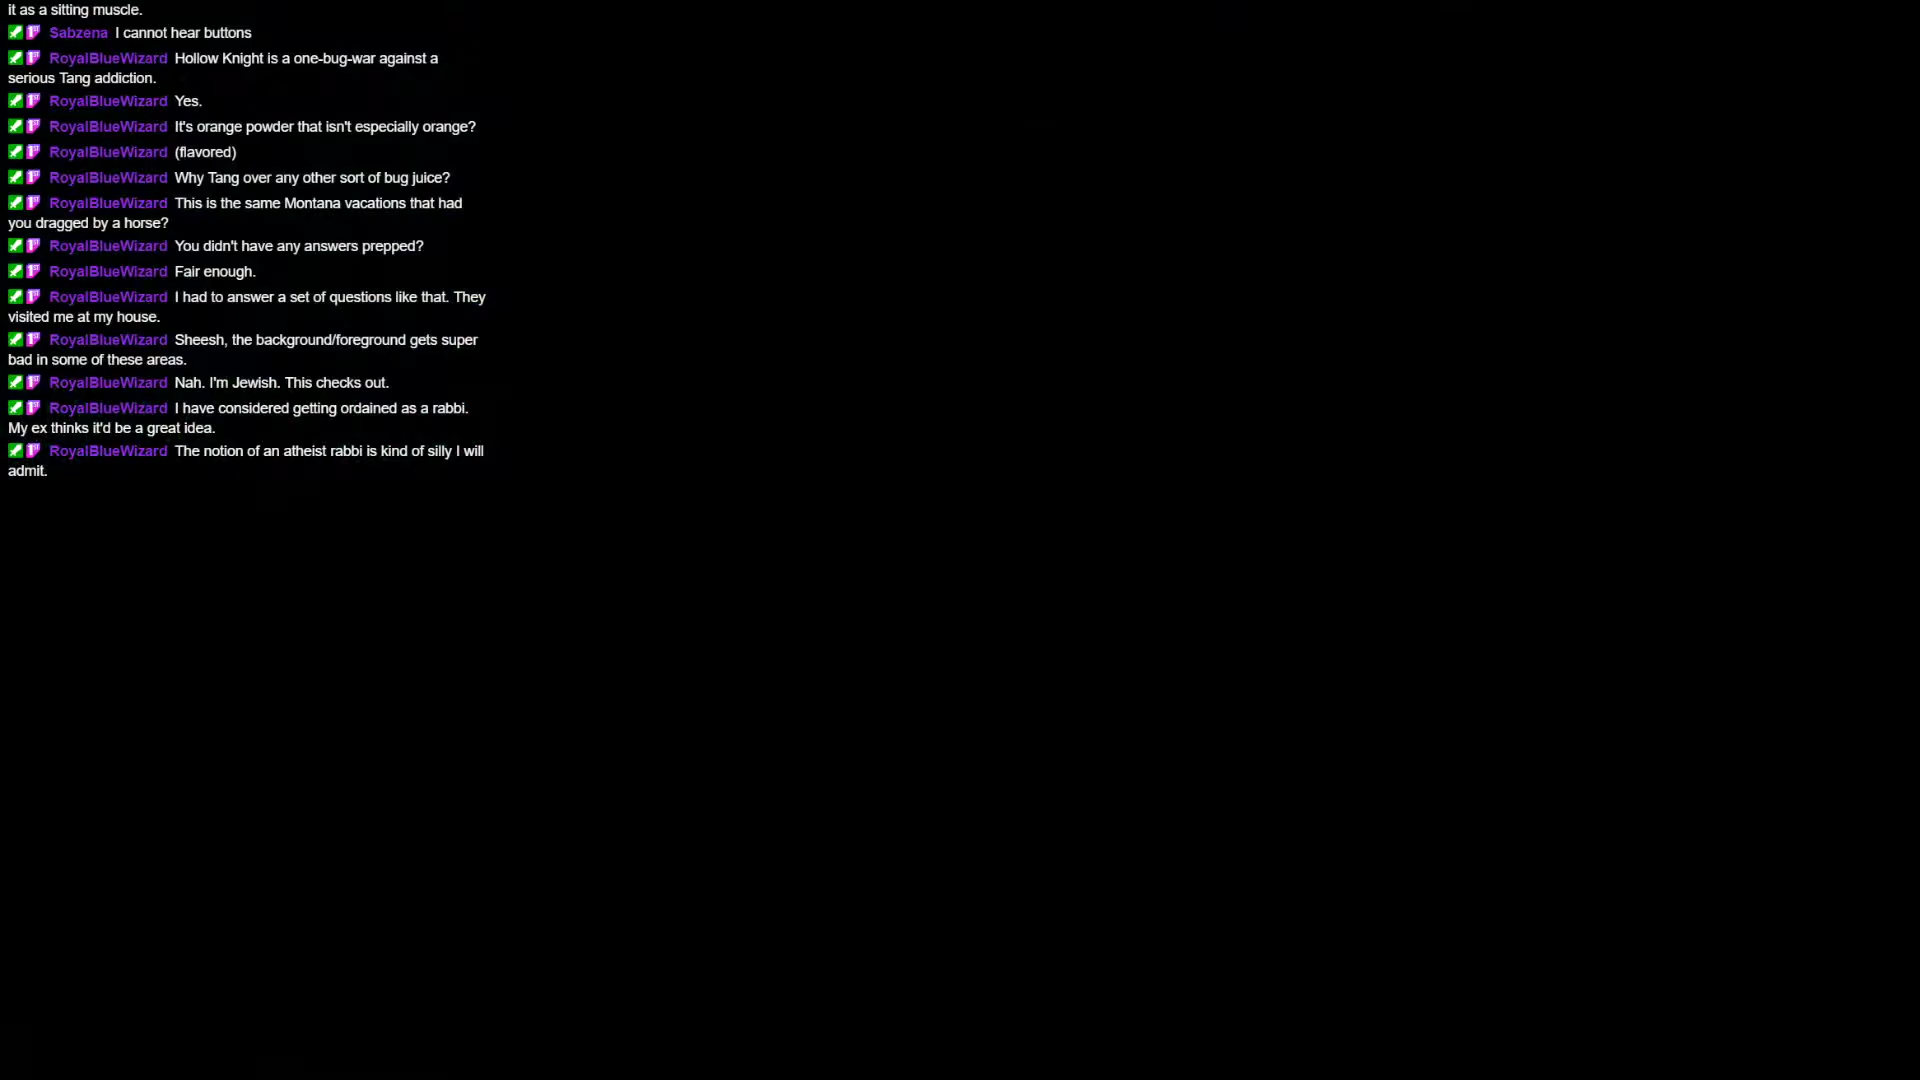 it as a sitting muscle.
Sabzena I cannot hear buttons
RoyalBlueWizard Hollow Knight is a one-bug-war against a
serious Tang addiction.
RoyalBlueWizard Yes.
RoyalBlueWizard It's orange powder that isn't especially orange?
RoyalBlueWizard (flavored)
RoyalBlueWizard Why Tang over any other sort of bug juice?
RoyalBlueWizard This is the same Montana vacations that had
you dragged by a horse?
RoyalBlueWizard You didn't have any answers prepped?
RoyalBlueWizard Fair enough.
RoyalBlueWizard I had to answer a set of questions like that. They
visited me at my house.
RoyalBlueWizard Sheesh, the background/foreground gets super
bad in some of these areas.
RoyalBlueWizard Nah. I'm Jewish. This checks out.
RoyalBlueWizard I have considered getting ordained as a rabbi.
My ex thinks it'd be a great idea.
RoyalBlueWizard The notion of an atheist rabbi is kind of silly I will
admit.